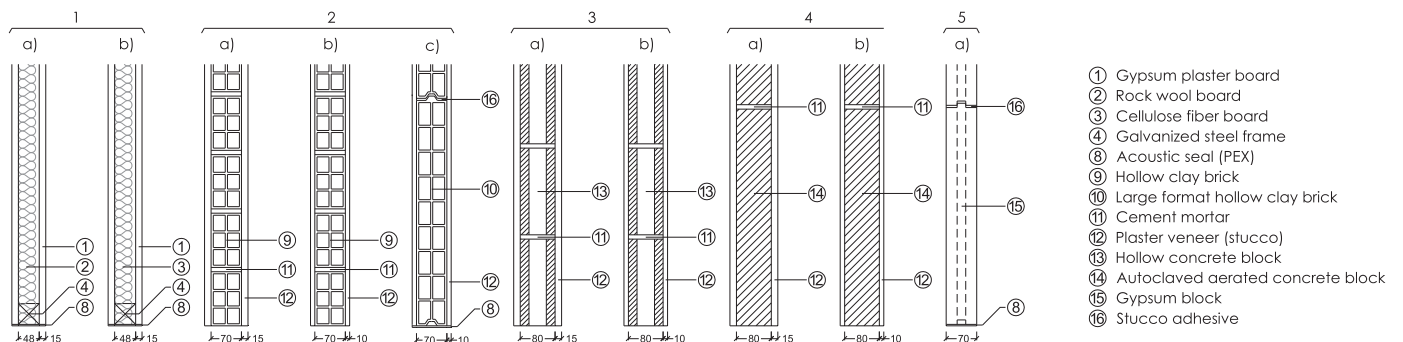 1 2 3 4 5
a) b) a) b) c) a) b) a) b) a)
① Gypsum plaster board
② Rock wool board
③ Cellulose fiber board
④ Galvanized steel frame
⑧ Acoustic seal (PEX)
⑨ Hollow clay brick
⑩ Large format hollow clay brick
⑪ Cement mortar
⑫ Plaster veneer (stucco)
⑬ Hollow concrete block
⑭ Autoclaved aerated concrete block
⑮ Gypsum block
⑯ Stucco adhesive
⑯ ⑪ ⑪ ⑯
⑩ ⑬ ⑬ ⑭ ⑭ ⑮
① ① ⑨ ⑨ ⑪ ⑪
② ③ ⑪ ⑪
④ ④ ⑫ ⑫ ⑫ ⑫ ⑫ ⑫ ⑫
⑧ ⑧ ⑧ ⑧
48 15 48 15 70 15 70 10 70 10 80 15 80 10 80 15 80 10 70